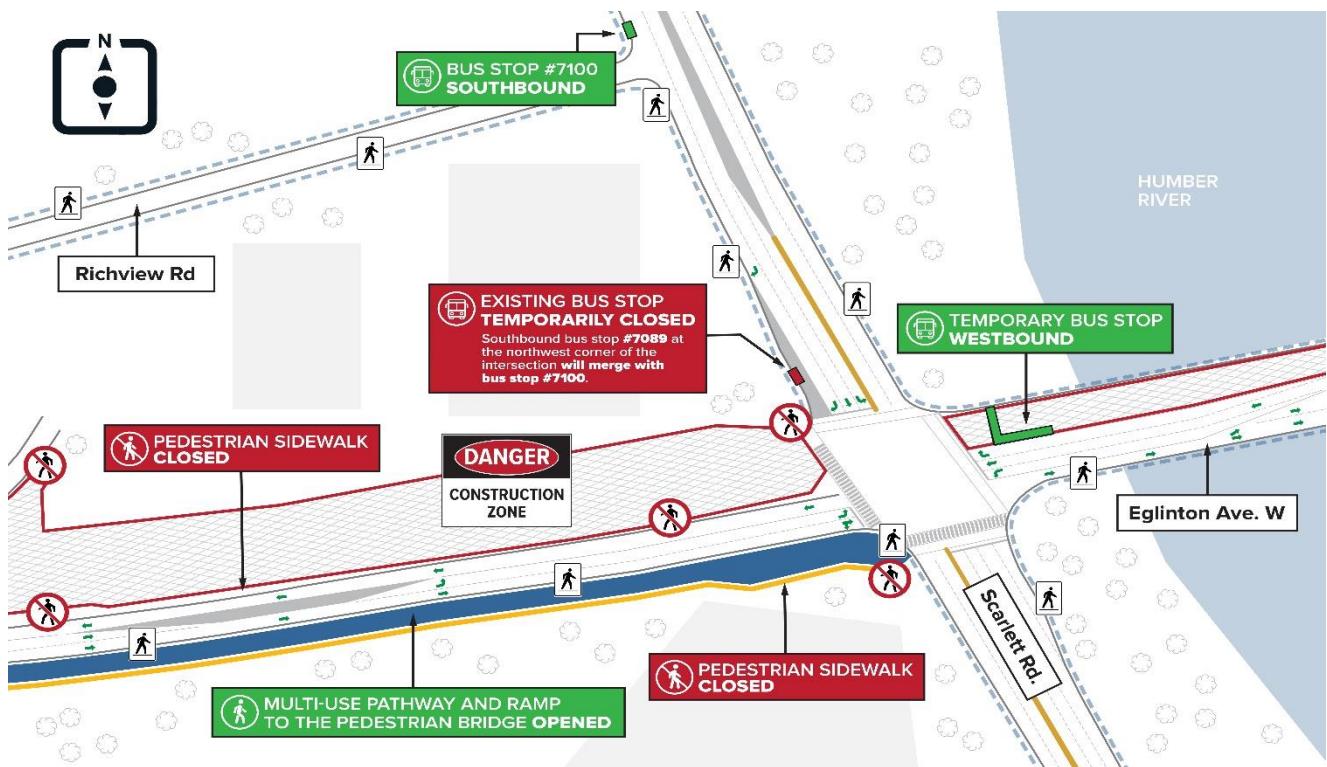 N
BUS STOP #7100
SOUTHBOUND
HUMBER
RIVER
Richview Rd
EXISTING BUS STOP
TEMPORARILY CLOSED
Southbound bus stop #7089 at
the northwest corner of the
intersection will merge with
bus stop #7100.
TEMPORARY BUS STOP
WESTBOUND
PEDESTRIAN SIDEWALK
CLOSED
DANGER
CONSTRUCTION
ZONE
Eglinton Ave. W
Scarlett Rd.
PEDESTRIAN SIDEWALK
CLOSED
MULTI-USE PATHWAY AND RAMP
TO THE PEDESTRIAN BRIDGE OPENED